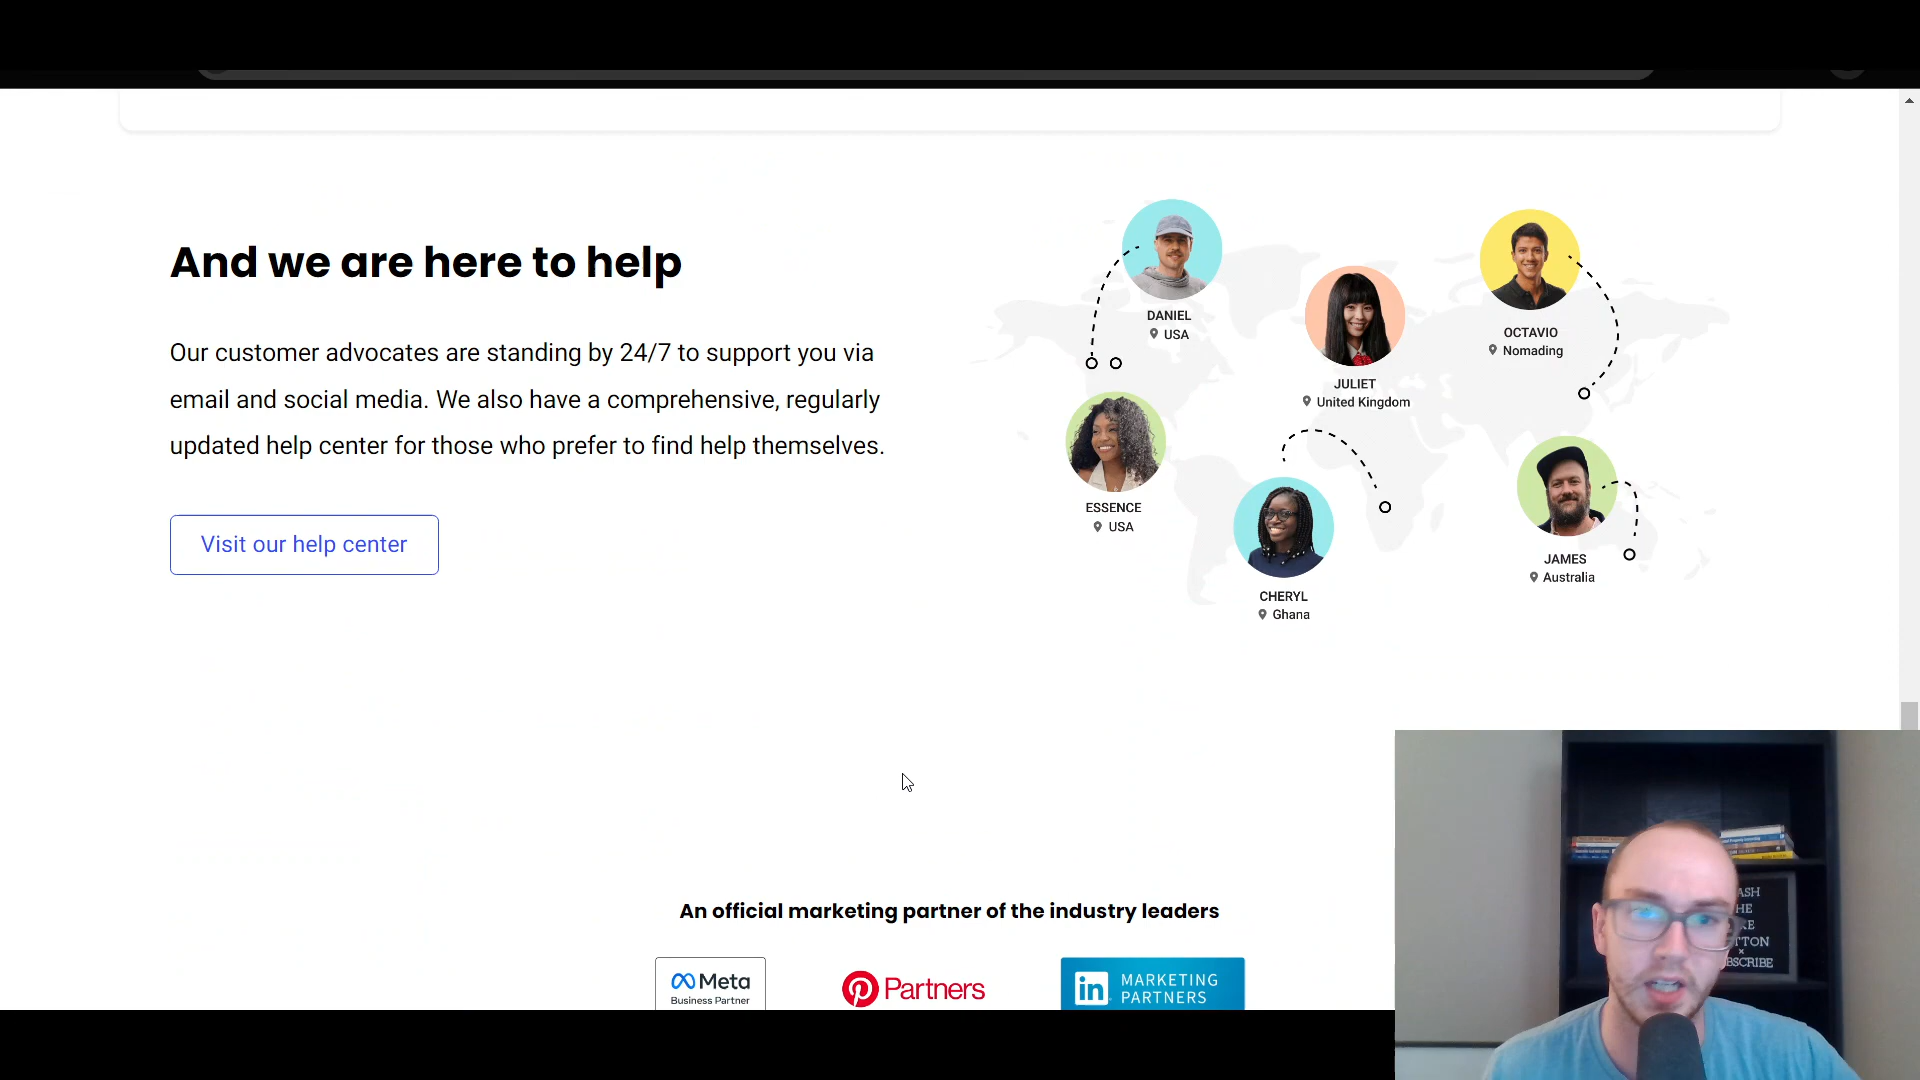 And we are here to help
Our customer advocates are standing by 24/7 to support you via
email and social media. We also have a comprehensive, regularly
updated help center for those who prefer to find help themselves.
Visit our help center
DANIEL
USA
JULIET
United Kingdom
OCTAVIO
Nomading
ESSENCE
USA
CHERYL
Ghana
JAMES
Australia
An official marketing partner of the industry leaders
Meta
Business Partner
Partners
in MARKETING
PARTNERS